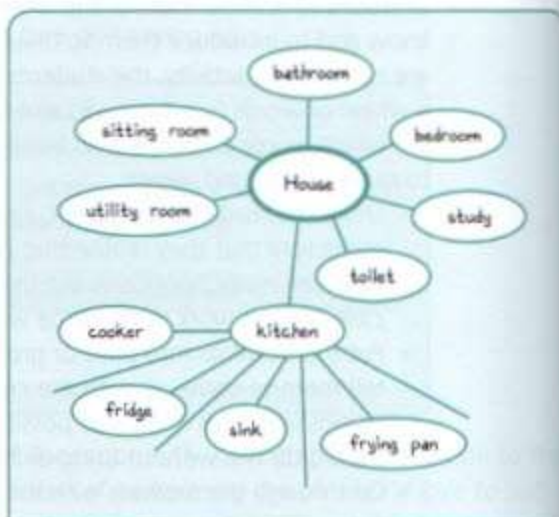 bathroom
sitting room
bedroom
House
utility room
study
toilet
cooker
kitchen
fridge
sink
frying pan